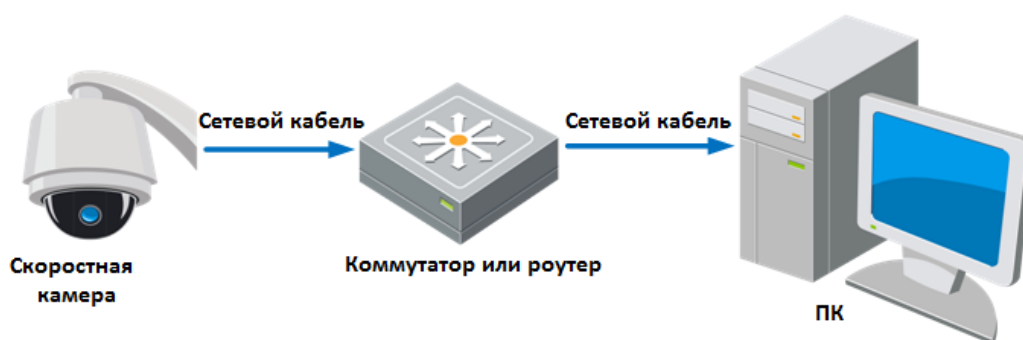 Сетевой кабель
Сетевой кабель
Скоростная
камера
Коммутатор или роутер
ПК